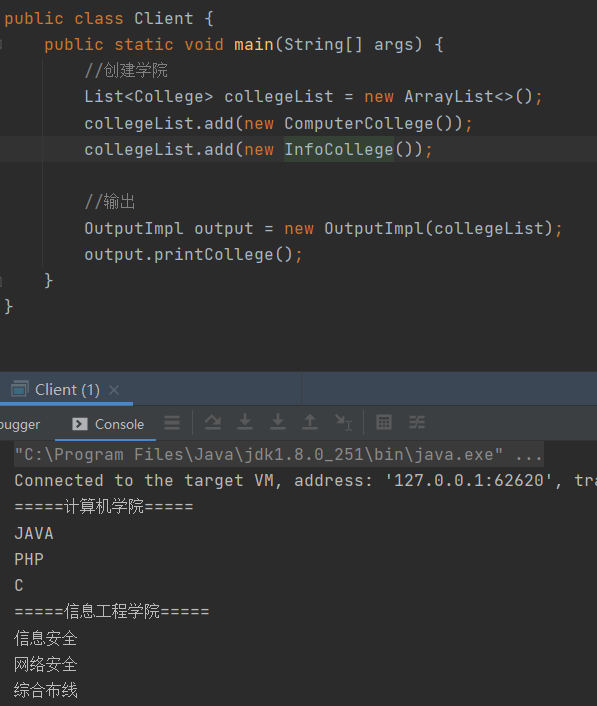 public class Client {
    public static void main(String[] args) {
        //创建学院
        List<College> collegeList = new ArrayList<>();
        collegeList.add(new ComputerCollege());
        collegeList.add(new InfoCollege());
        //输出
        OutputImpl output = new OutputImpl(collegeList);
        output.printCollege();
    }
}
Client (1)
bugger Console
"C:\Program Files\Java\jdk1.8.0_251\bin\java.exe" ...
Connected to the target VM, address: '127.0.0.1:62620', tra
=====计算机学院=====
JAVA
PHP
C
=====信息工程学院=====
信息安全
网络安全
综合布线